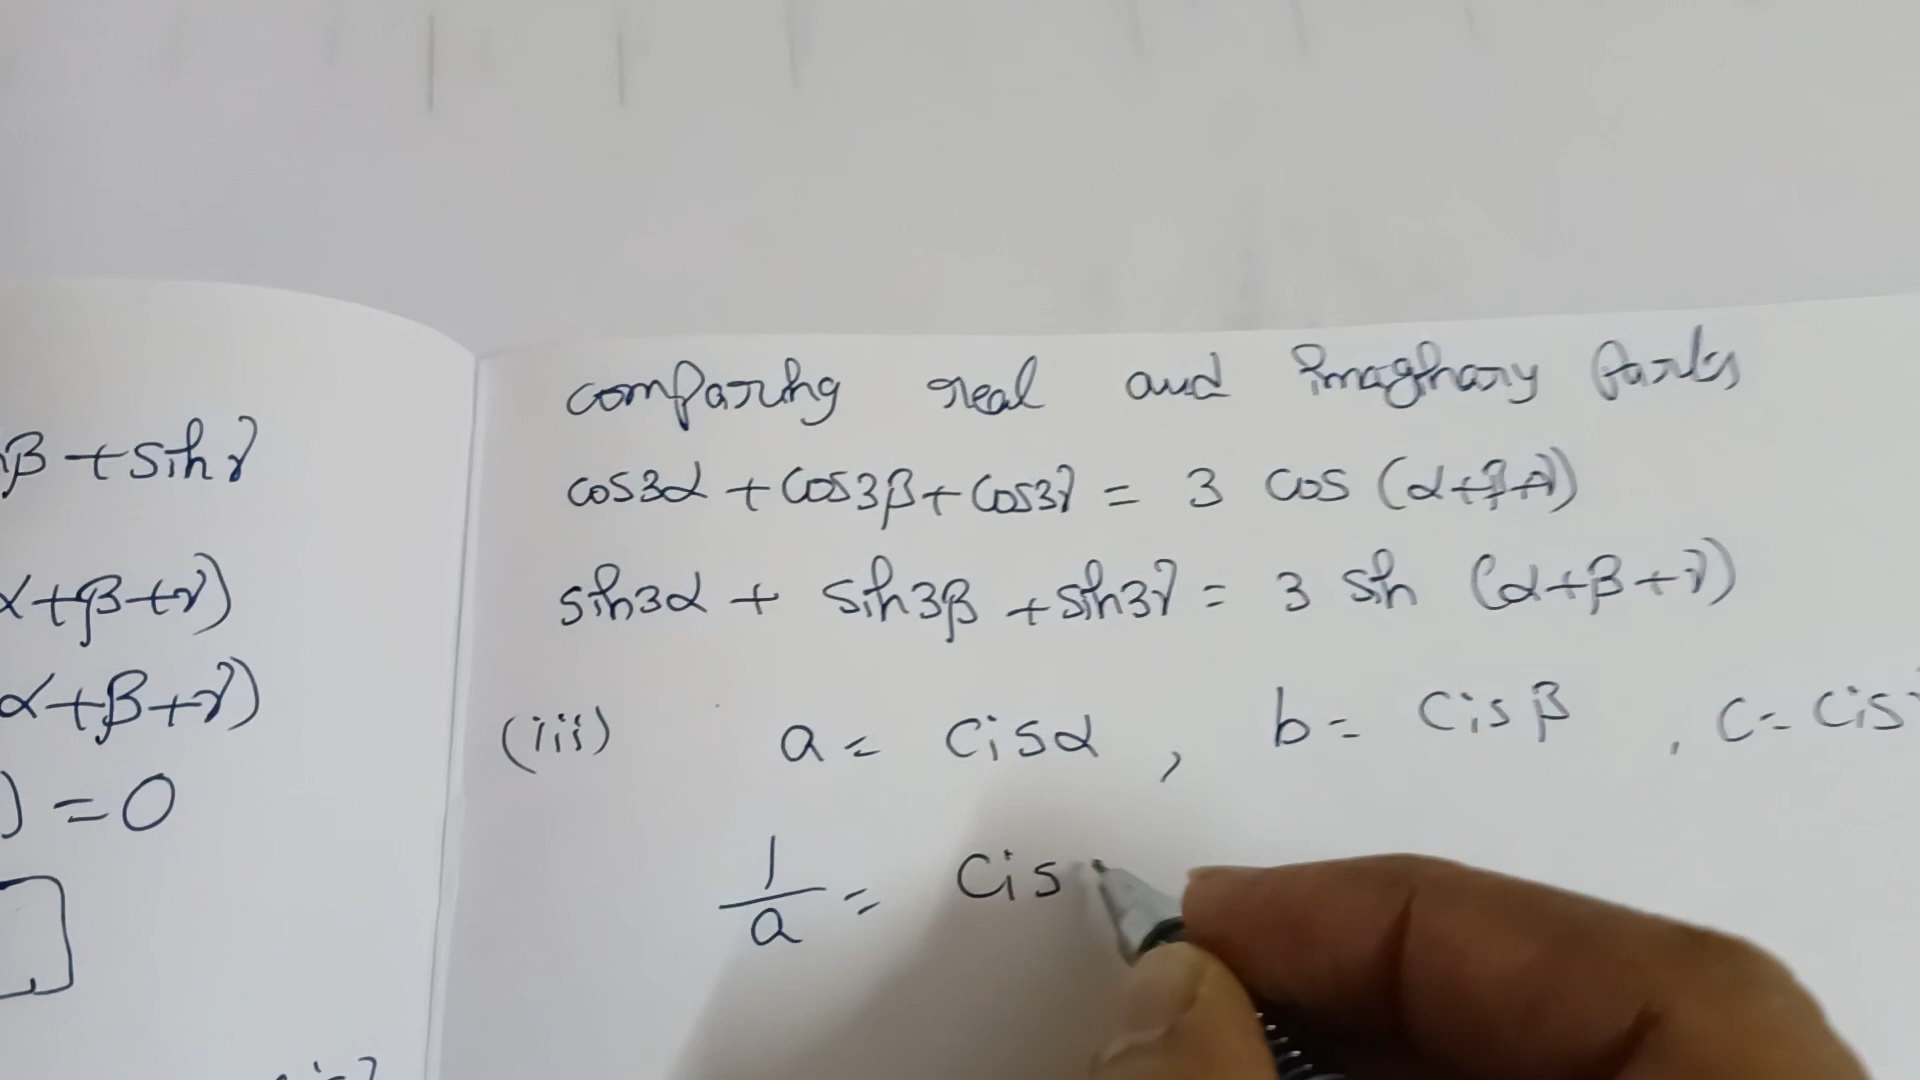 β + sin γ
α+β+γ)
α+β+γ)
) = 0
comparing real and imaginary parts
cos3α + cos3β + cos3γ = 3 cos (α+β+γ)
sin3α + sin3β + sin3γ = 3 sin (α+β+γ)
(iii) a = cisα , b = cisβ , c = cis
1/a = cis